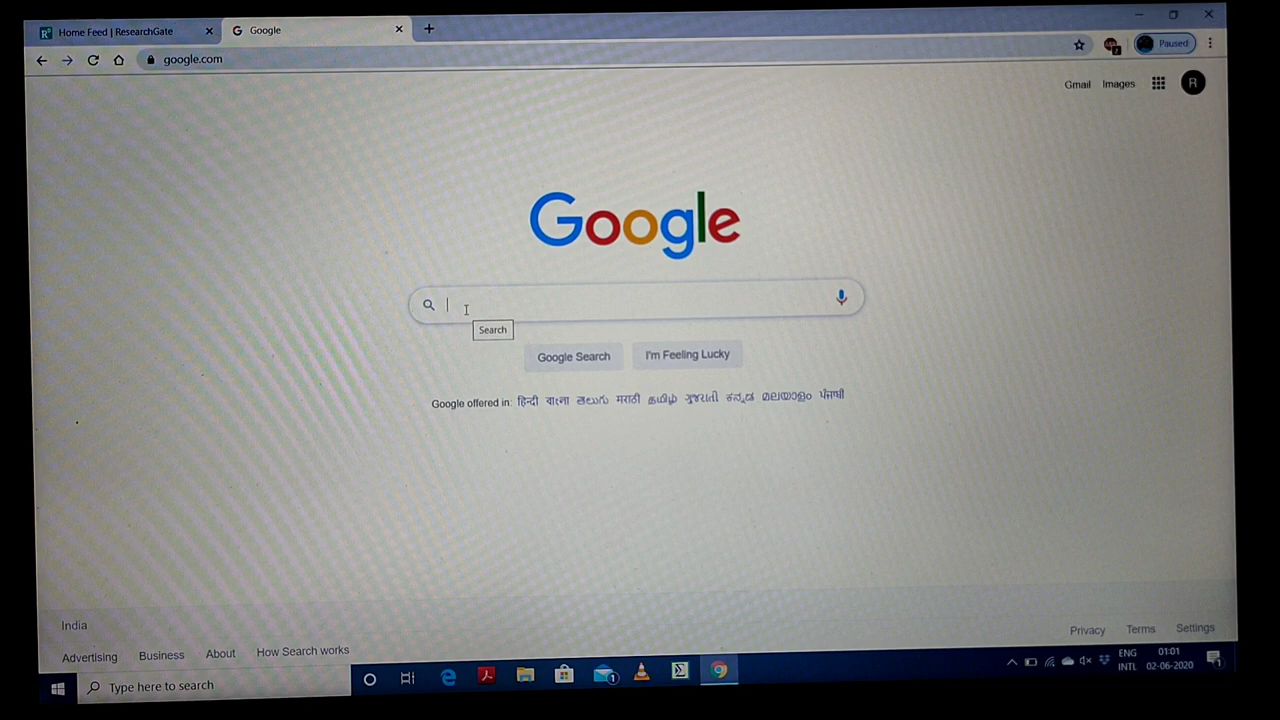 Home Feed | ResearchGate
Google
google.com
Paused
Gmail Images
R
Google
Search
Google Search
I'm Feeling Lucky
Google offered in: हिन्दी বাংলা తెలుగు मराठी தமிழ் ગુજરાતી ಕನ್ನಡ മലയാളം ਪੰਜਾਬੀ
India
Advertising Business About How Search works
Privacy Terms Settings
Type here to search
1
ENG
INTL
01:01
02-06-2020
1